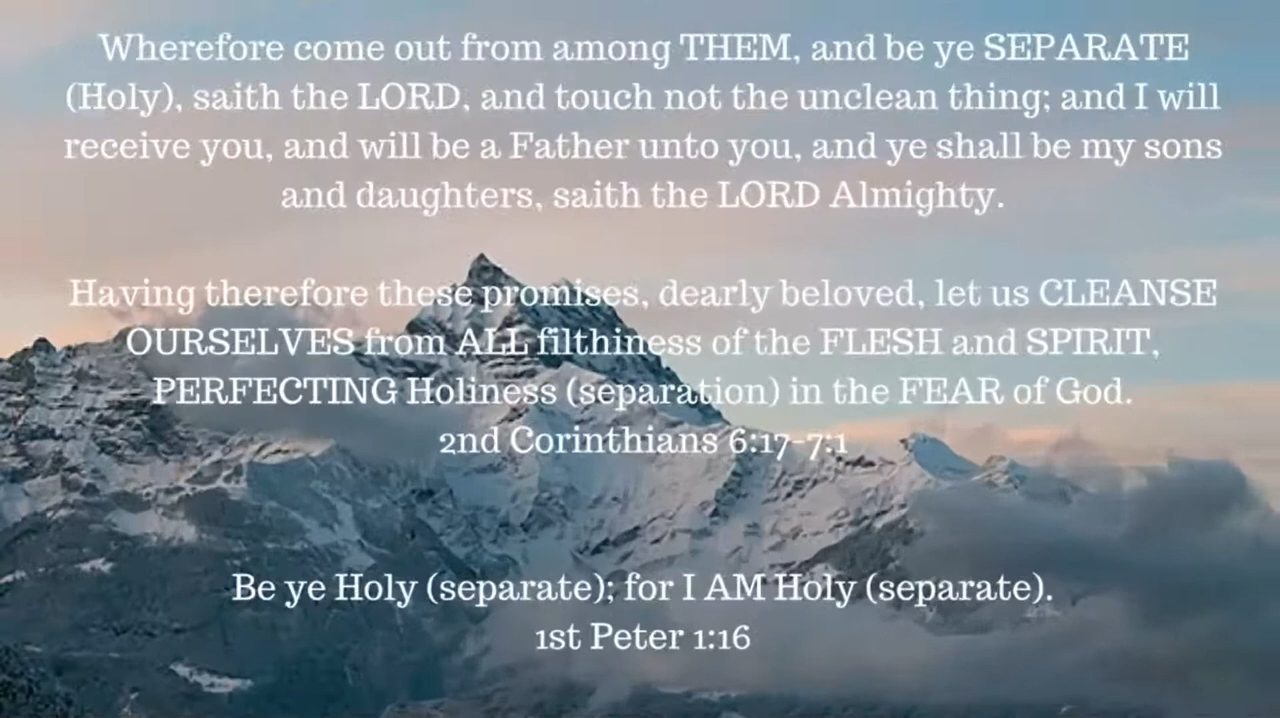 Wherefore come out from among THEM, and be ye SEPARATE
(Holy), saith the LORD, and touch not the unclean thing; and I will
receive you, and will be a Father unto you, and ye shall be my sons
and daughters, saith the LORD Almighty.
Having therefore these promises, dearly beloved, let us CLEANSE
OURSELVES from ALL filthiness of the FLESH and SPIRIT,
PERFECTING Holiness (separation) in the FEAR of God.
2nd Corinthians 6:17-7:1
Be ye Holy (separate); for I AM Holy (separate).
1st Peter 1:16